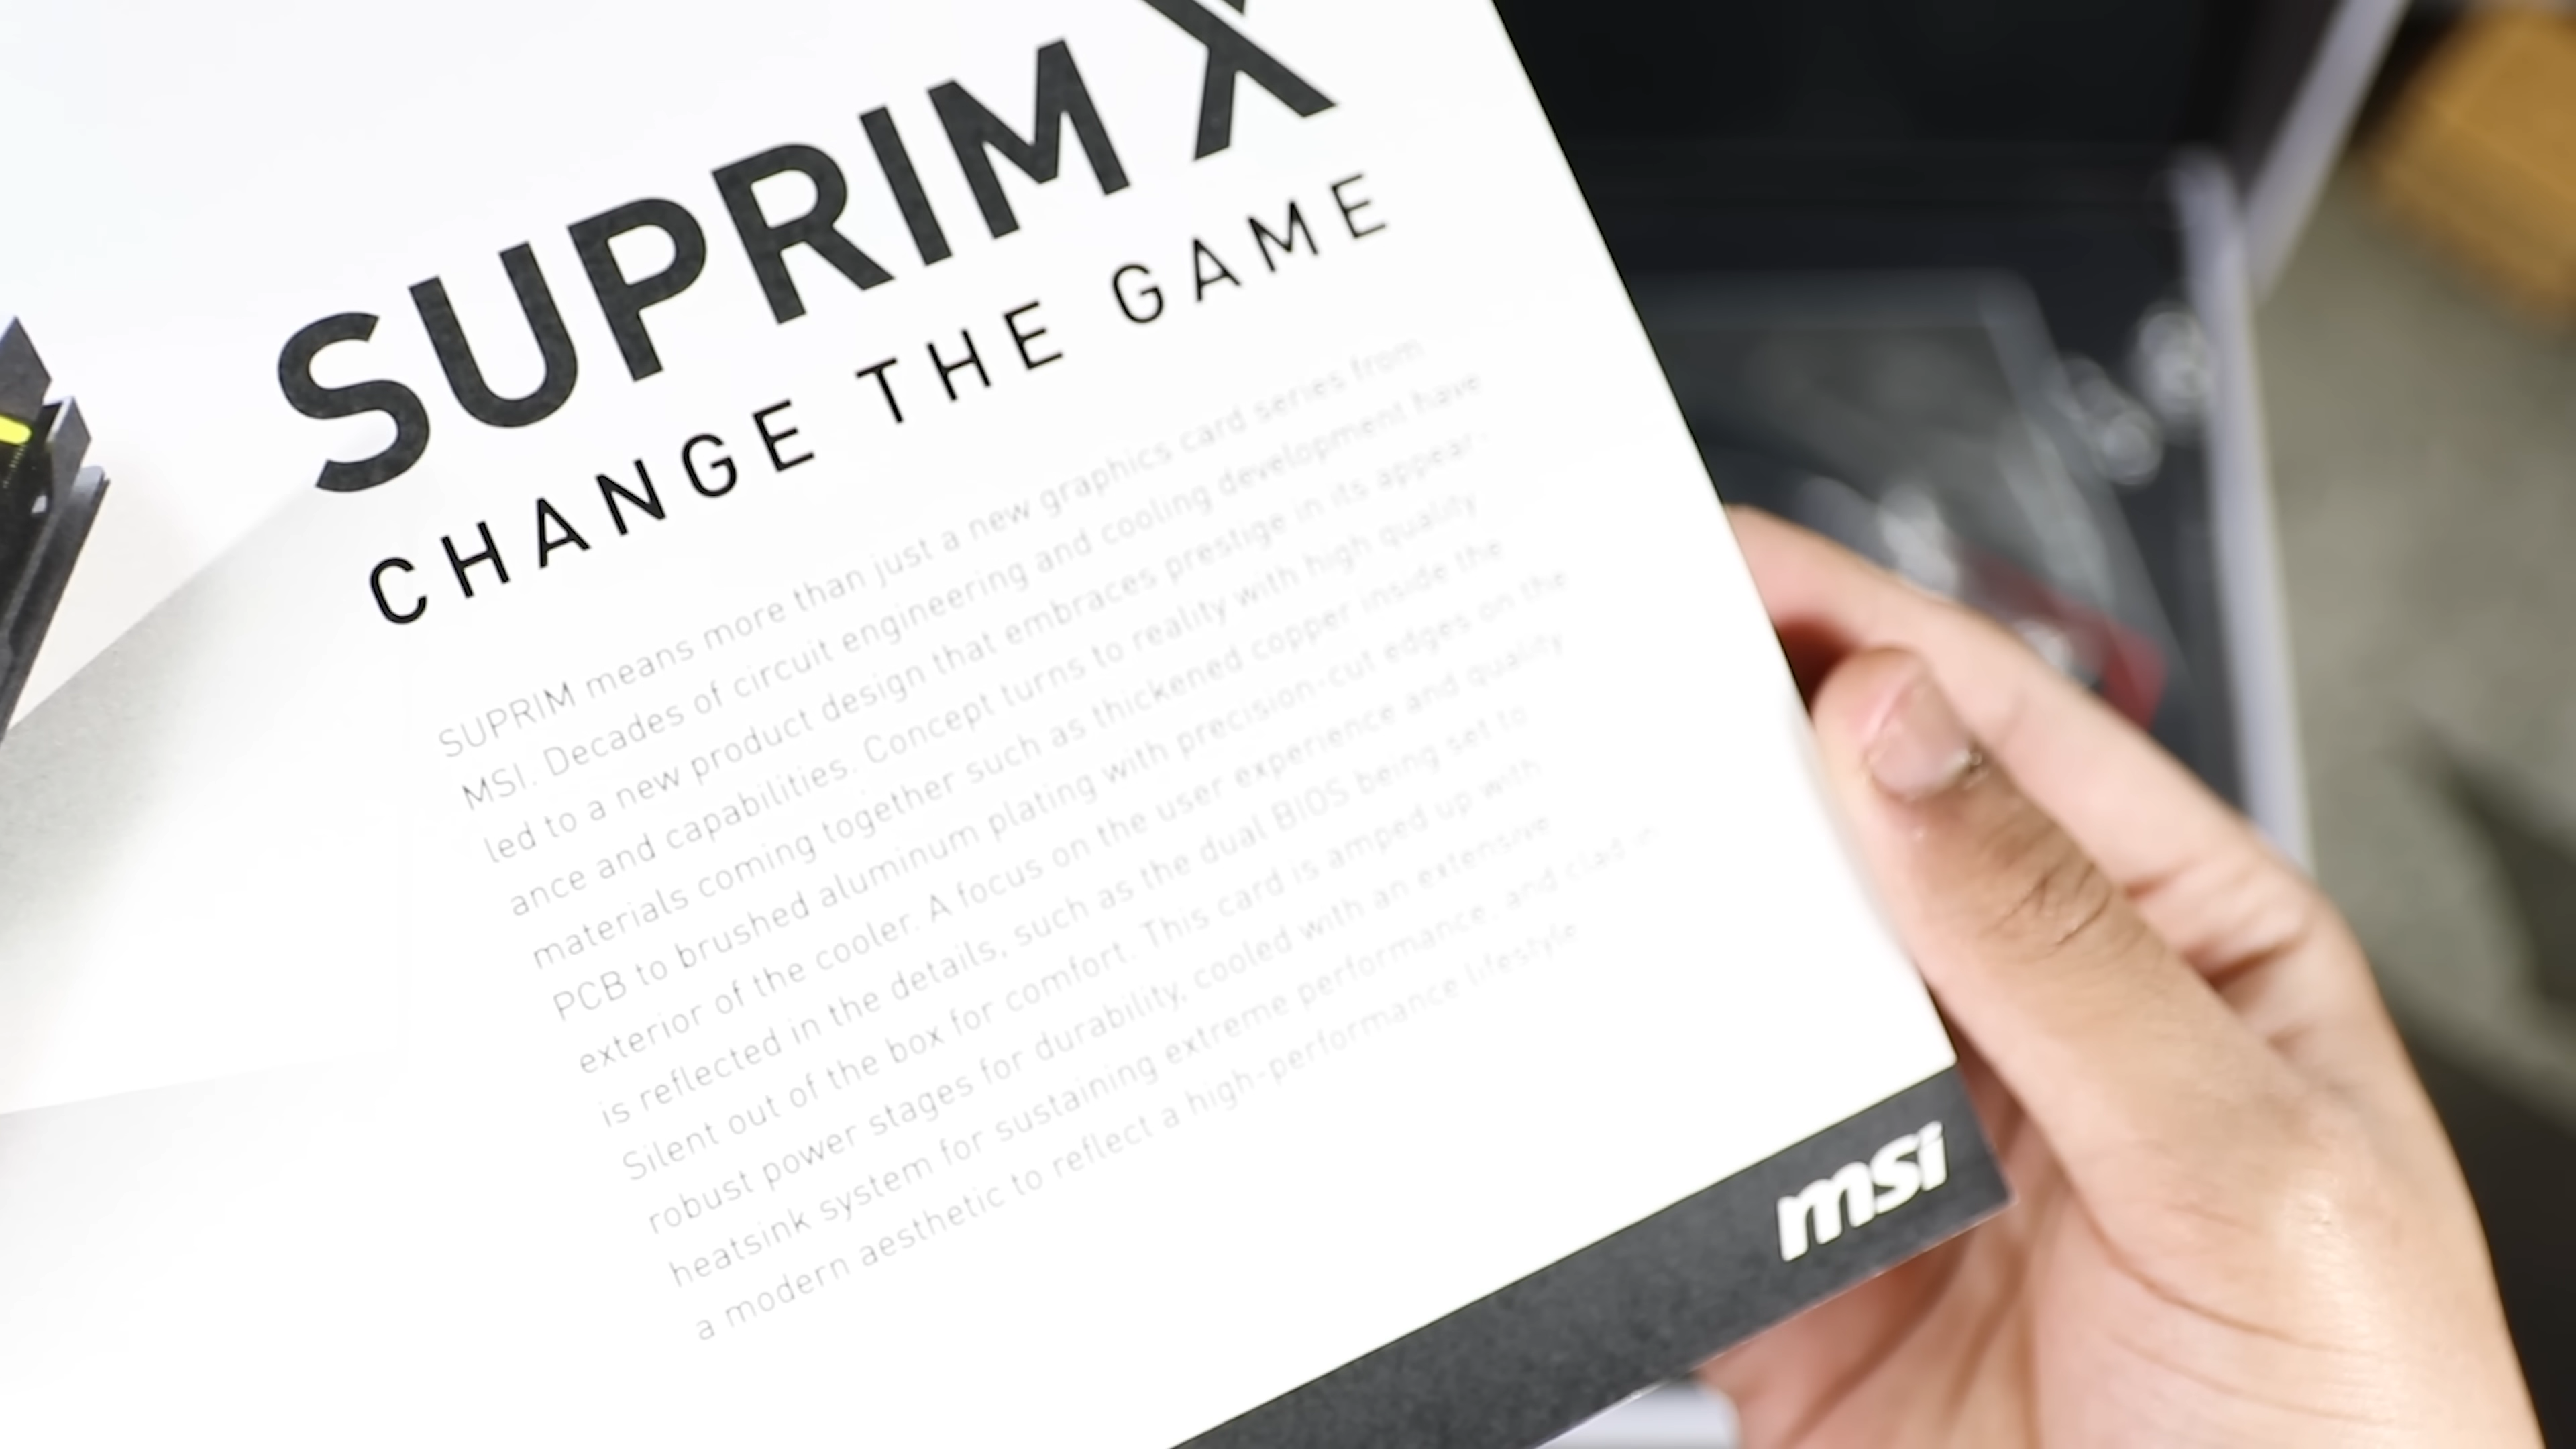 SUPRIM X
CHANGE THE GAME
SUPRIM means more than just a new graphics card series from
MSI. Decades of circuit engineering and cooling development have
led to a new product design that embraces prestige in its appear-
ance and capabilities. Concept turns to reality with high quality
materials coming together such as thickened copper inside the
PCB to brushed aluminum plating with precision-cut edges on the
exterior of the cooler. A focus on the user experience and quality
is reflected in the details, such as the dual BIOS being set to
Silent out of the box for comfort. This card is amped up with
robust power stages for durability, cooled with an extensive
heatsink system for sustaining extreme performance, and clad in
a modern aesthetic to reflect a high-performance lifestyle
msi